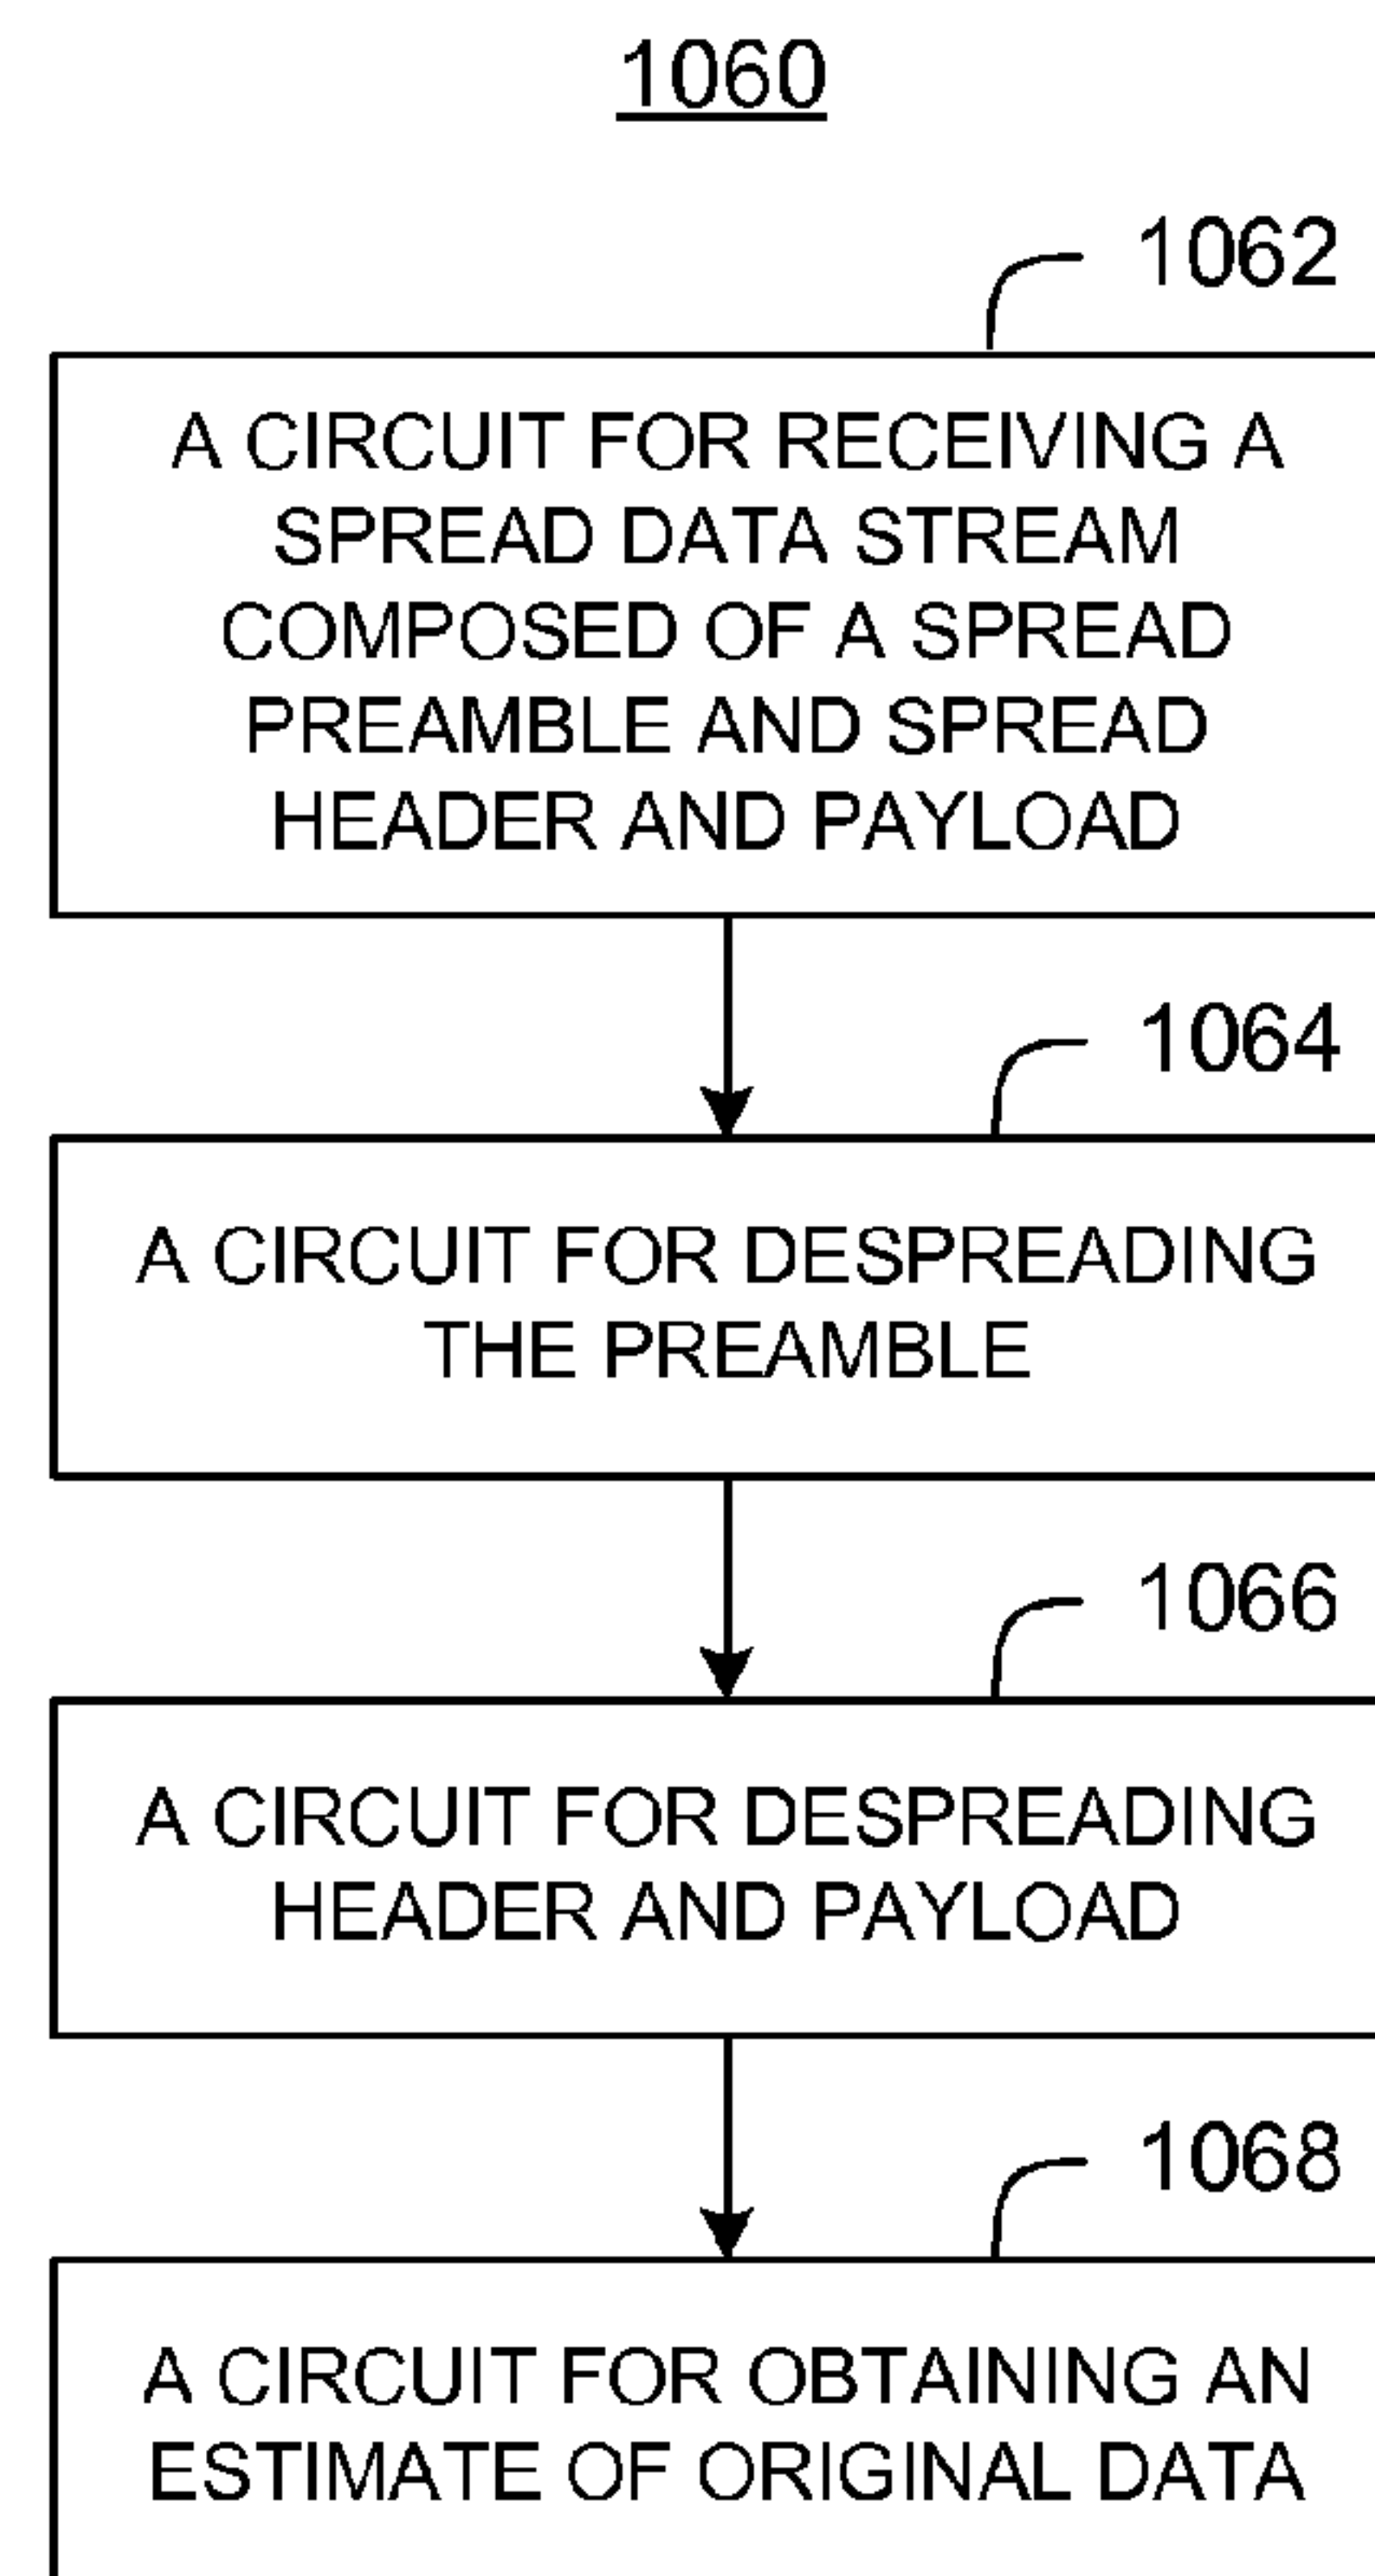 1060
1062
A CIRCUIT FOR RECEIVING A
SPREAD DATA STREAM
COMPOSED OF A SPREAD
PREAMBLE AND SPREAD
HEADER AND PAYLOAD
1064
A CIRCUIT FOR DESPREADING
THE PREAMBLE
1066
A CIRCUIT FOR DESPREADING
HEADER AND PAYLOAD
1068
A CIRCUIT FOR OBTAINING AN
ESTIMATE OF ORIGINAL DATA